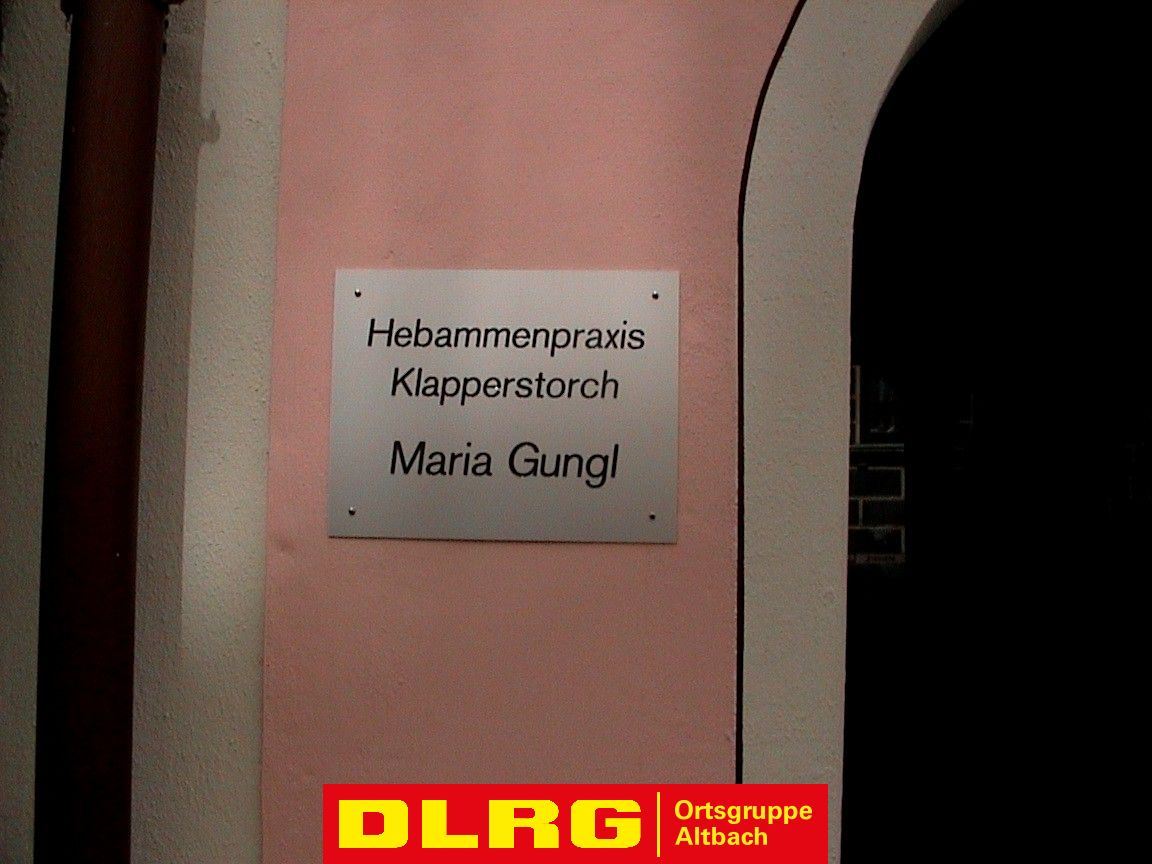 Hebammenpraxis
Klapperstorch
Maria Gungl
DLRG
Ortsgruppe
Altbach